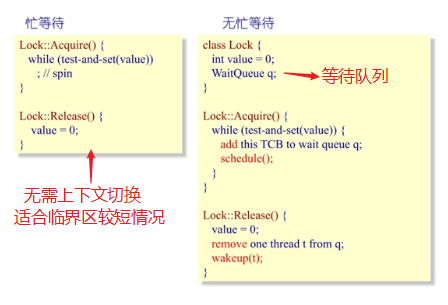 忙等待
Lock::Acquire() {
while (test-and-set(value))
; // spin
}
Lock::Release() {
value = 0;
}
无需上下文切换
适合临界区较短情况
无忙等待
class Lock {
int value = 0;
WaitQueue q;
等待队列
}
Lock::Acquire() {
while (test-and-set(value)) {
add this TCB to wait queue q;
schedule();
}
}
Lock::Release() {
value = 0;
remove one thread t from q;
wakeup(t);
}